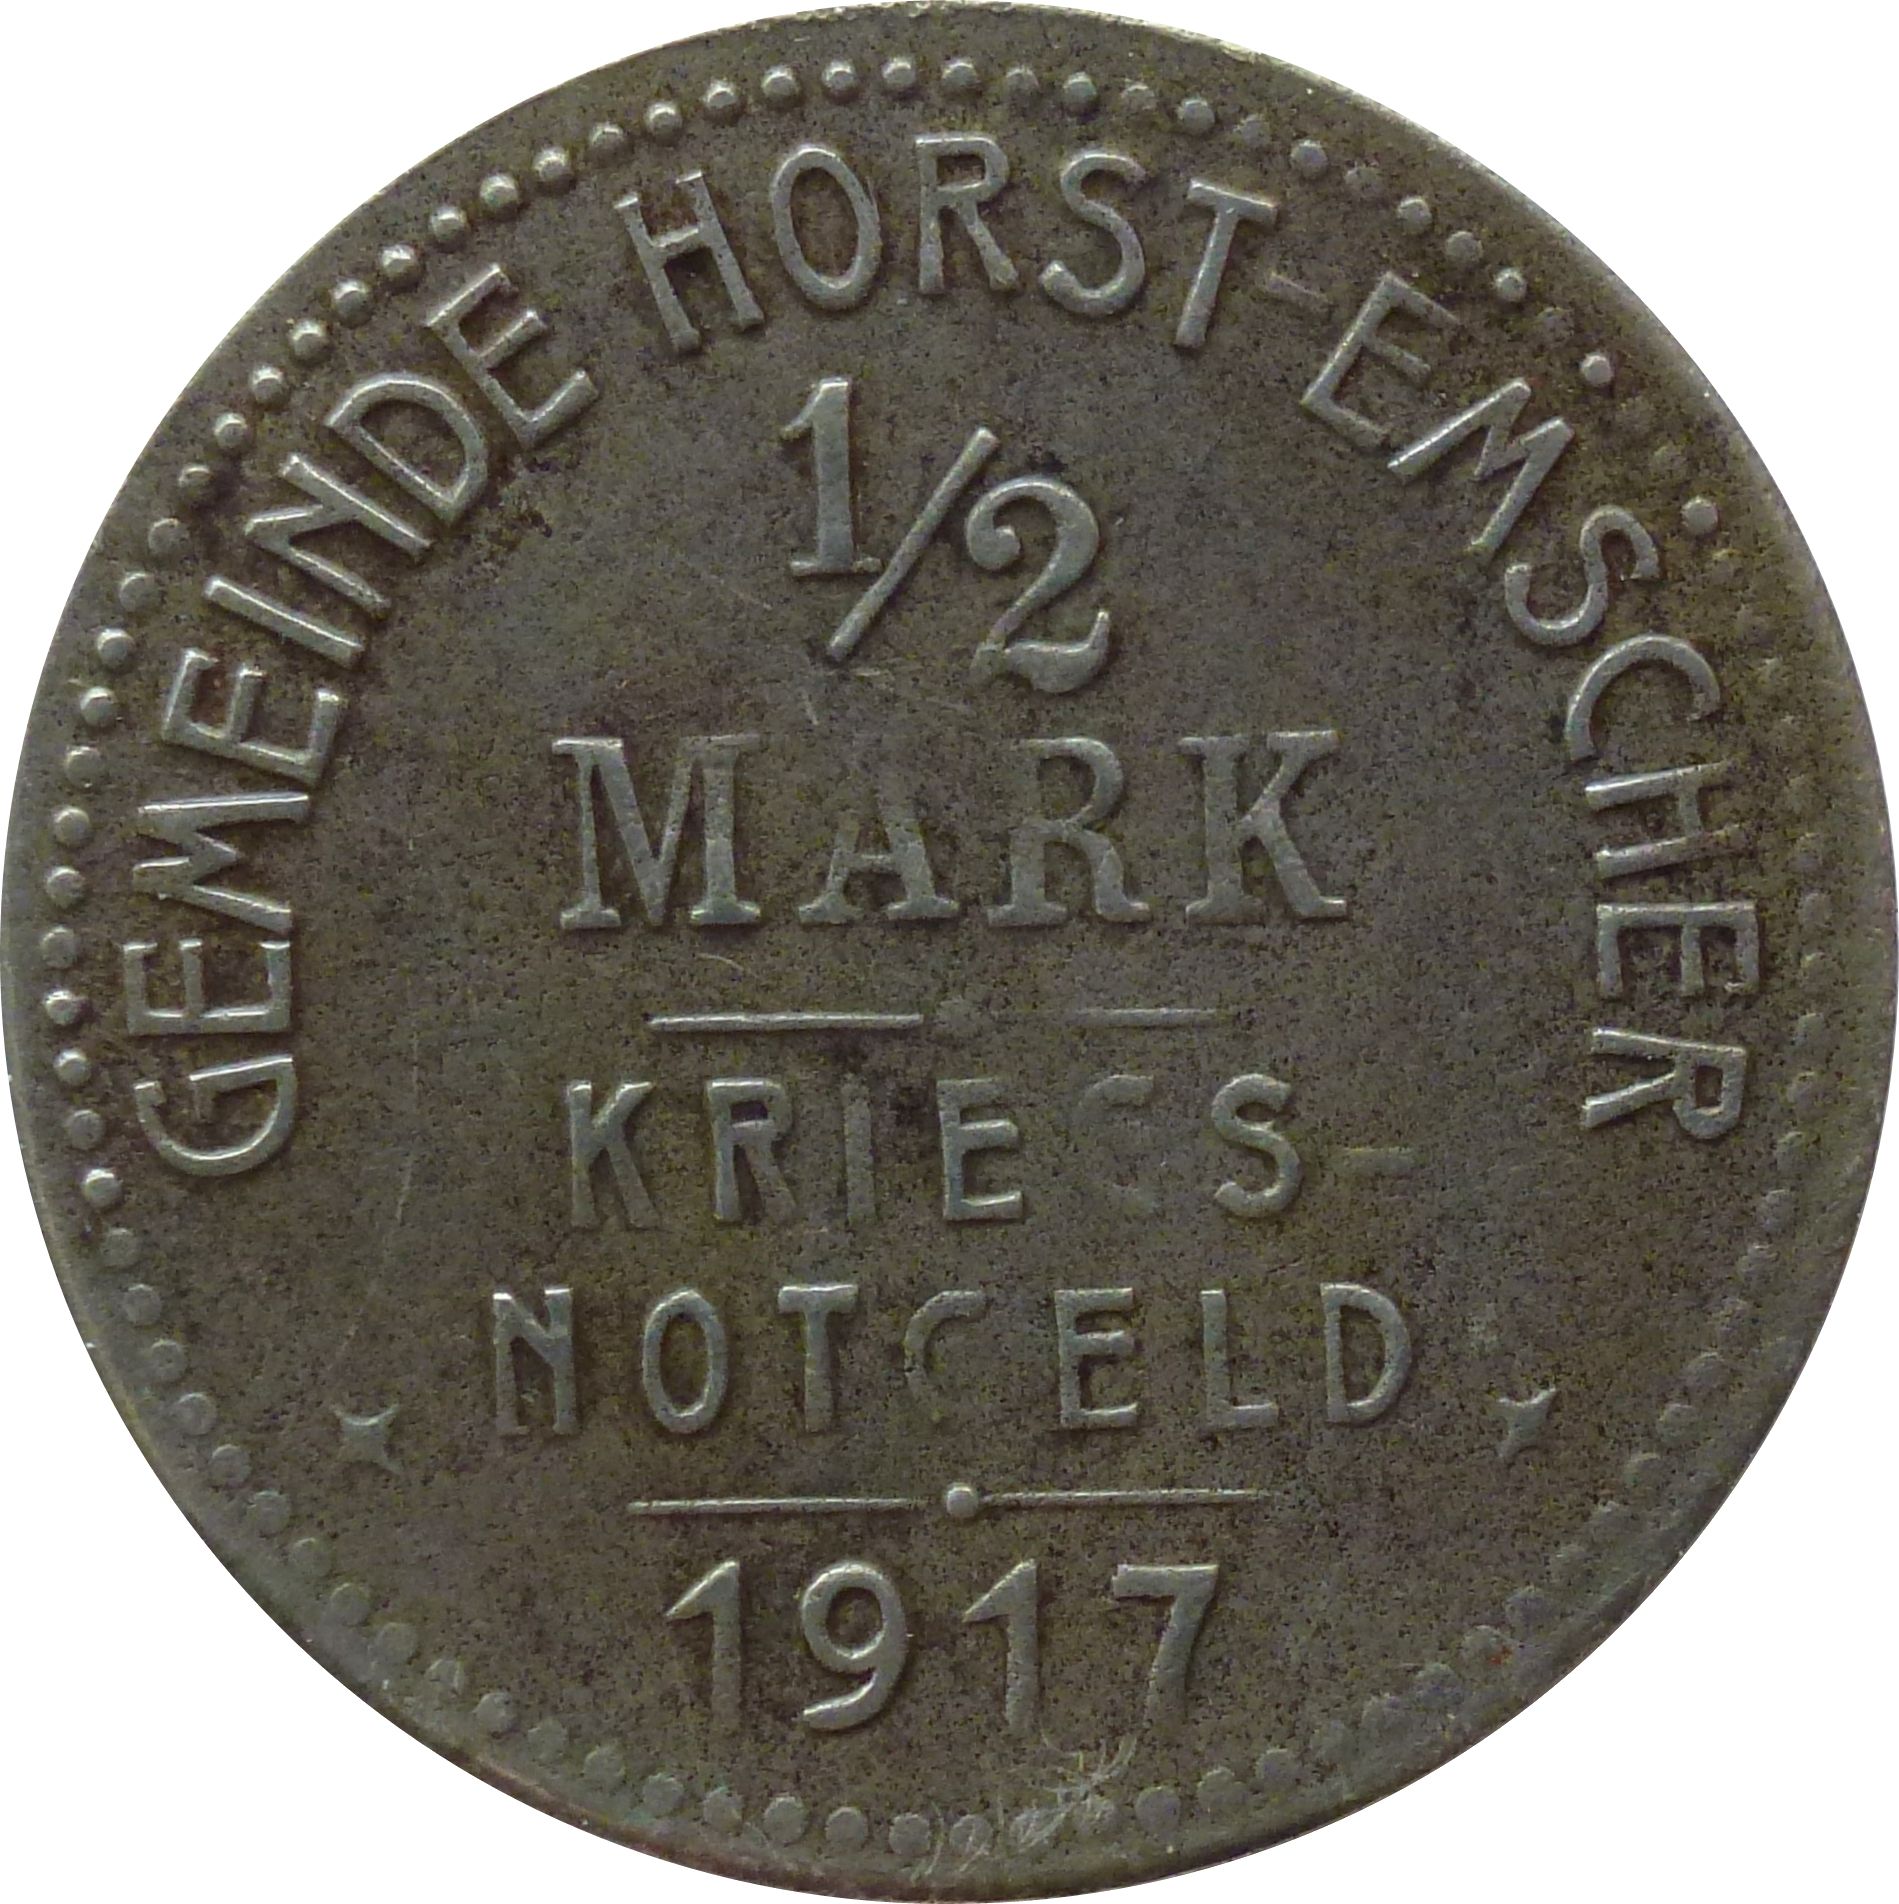 GEMEINDE HORST-EMSCHER
1/2
MARK
KRIEGS-
NOTGELD
1917